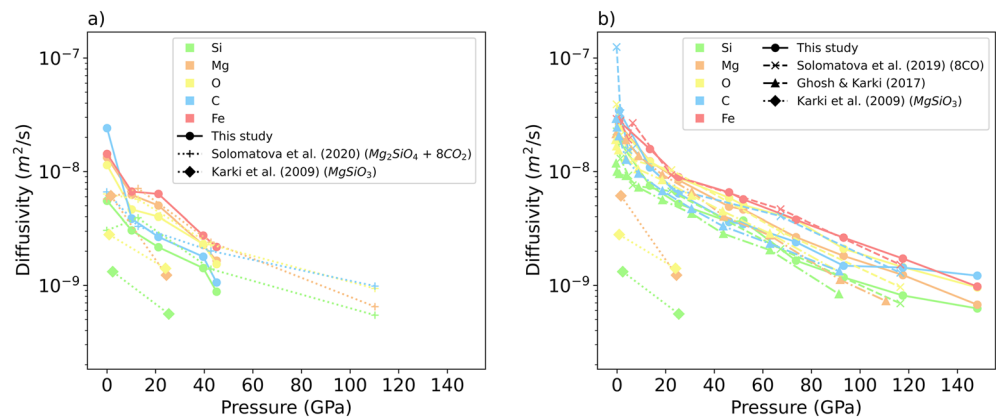 a)
10⁻⁷
10⁻⁸
10⁻⁹
Diffusivity (m²/s)
Si
Mg
O
C
Fe
This study
Solomatova et al. (2020) (Mg₂SiO₄ + 8CO₂)
Karki et al. (2009) (MgSiO₃)
0 20 40 60 80 100 120 140
Pressure (GPa)
b)
10⁻⁷
10⁻⁸
10⁻⁹
Diffusivity (m²/s)
Si
Mg
O
C
Fe
This study
Solomatova et al. (2019) (8CO)
Ghosh & Karki (2017)
Karki et al. (2009) (MgSiO₃)
0 20 40 60 80 100 120 140
Pressure (GPa)